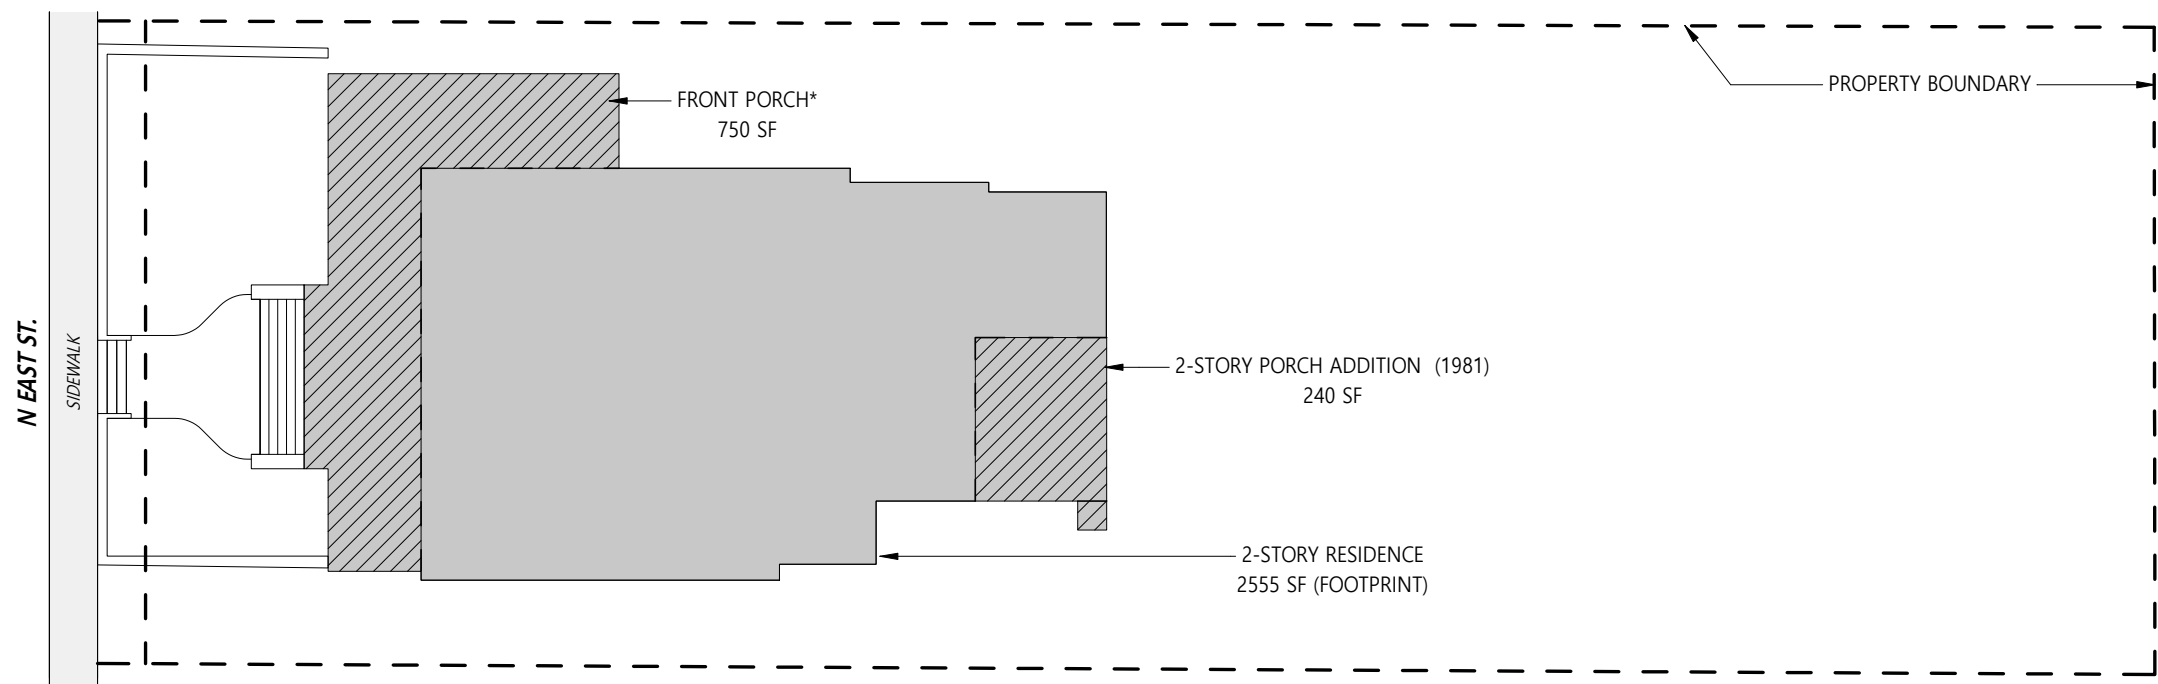 PROPERTY BOUNDARY
FRONT PORCH*
750 SF
N EAST ST.
SIDEWALK
2-STORY PORCH ADDITION (1981)
240 SF
2-STORY RESIDENCE
2555 SF (FOOTPRINT)